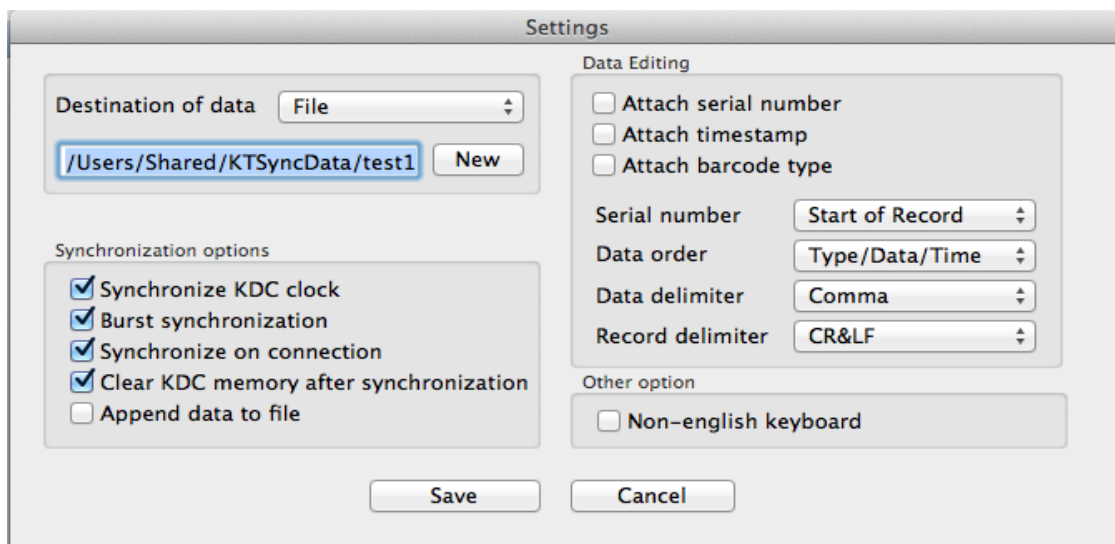 Settings
Destination of data File
/Users/Shared/KTSyncData/test1 New
Synchronization options
Synchronize KDC clock
Burst synchronization
Synchronize on connection
Clear KDC memory after synchronization
Append data to file
Data Editing
Attach serial number
Attach timestamp
Attach barcode type
Serial number Start of Record
Data order Type/Data/Time
Data delimiter Comma
Record delimiter CR&LF
Other option
Non-english keyboard
Save Cancel